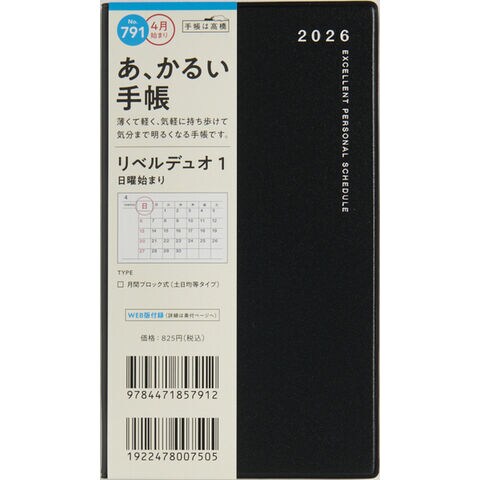 No.
791
4月
始まり
手帳は高橋
あ、かるい
手帳
薄くて軽く、気軽に持ち歩けて
気分まで明るくなる手帳です。
リベルデュオ 1
日曜始まり
4
日
TYPE
月間ブロック式(土日均等タイプ)
WEB版付録(詳細は奥付ページへ)
価格:825円(税込)
9784471857912
1922478007505
2026
EXCELLENT PERSONAL SCHEDULE